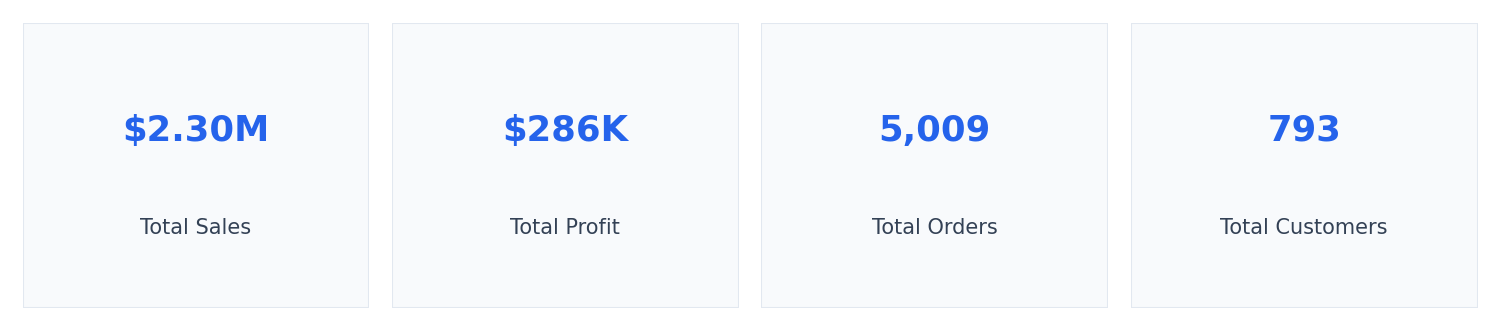 $2.30M
Total Sales
$286K
Total Profit
5,009
Total Orders
793
Total Customers